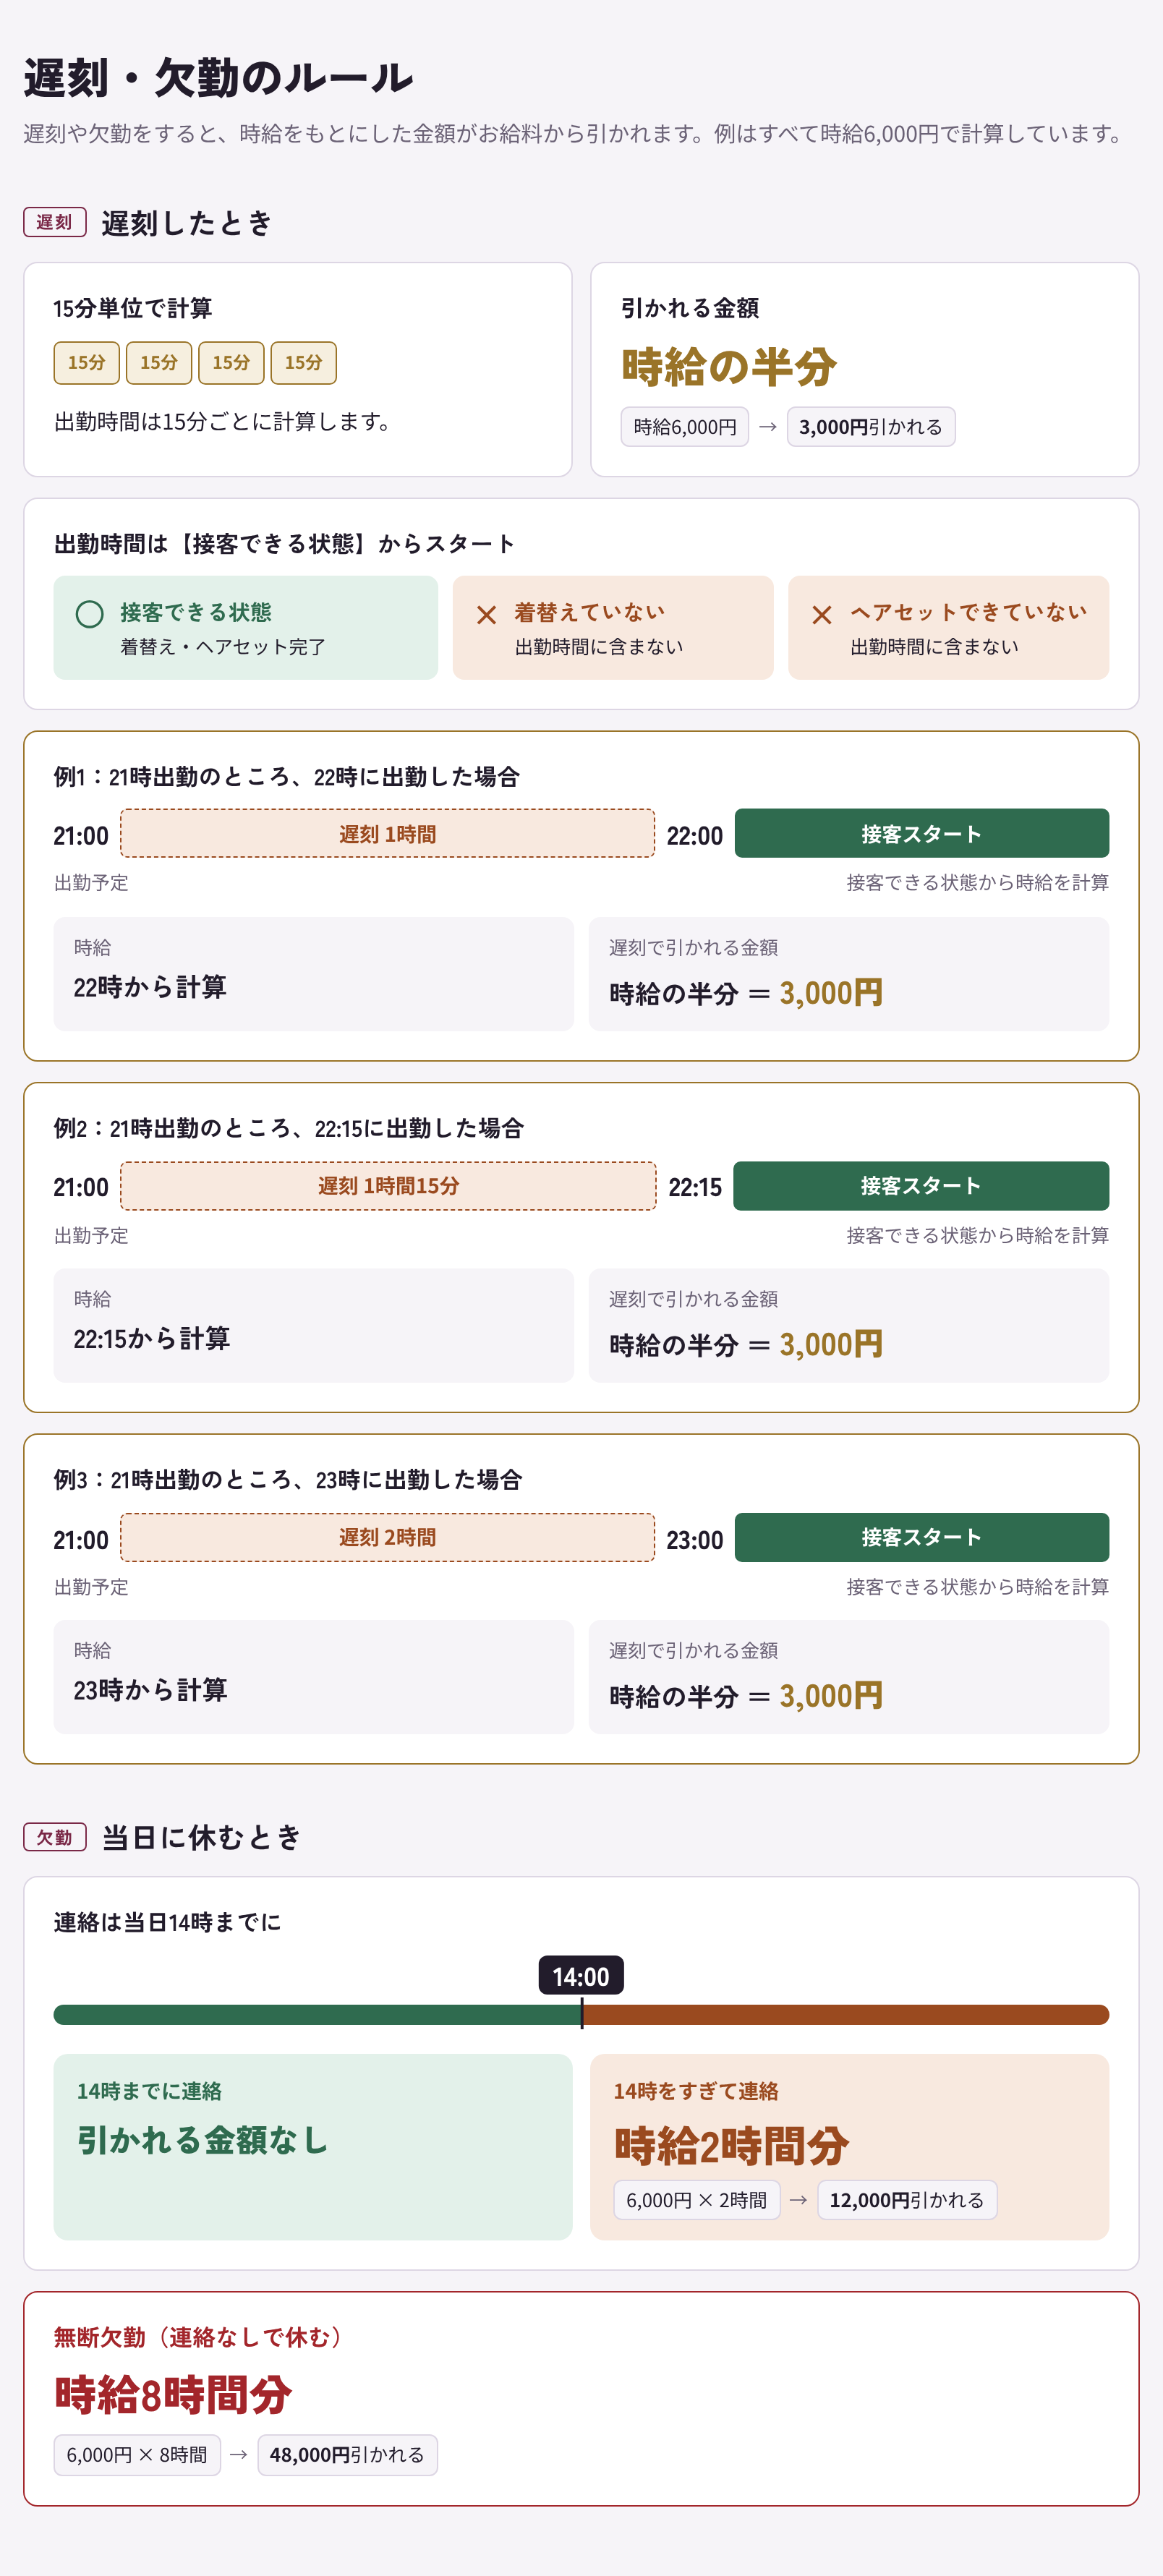 遅刻・欠勤のルール
遅刻や欠勤をすると、時給をもとにした金額がお給料から引かれます。例はすべて時給6,000円で計算しています。
遅刻 遅刻したとき
15分単位で計算
15分 15分 15分 15分
出勤時間は15分ごとに計算します。
引かれる金額
時給の半分
時給6,000円 → 3,000円引かれる
出勤時間は【接客できる状態】からスタート
接客できる状態
着替え・ヘアセット完了
着替えていない
出勤時間に含まない
ヘアセットできていない
出勤時間に含まない
例1：21時出勤のところ、22時に出勤した場合
21:00 遅刻 1時間 22:00 接客スタート
出勤予定 接客できる状態から時給を計算
時給
22時から計算
遅刻で引かれる金額
時給の半分 ＝ 3,000円
例2：21時出勤のところ、22:15に出勤した場合
21:00 遅刻 1時間15分 22:15 接客スタート
出勤予定 接客できる状態から時給を計算
時給
22:15から計算
遅刻で引かれる金額
時給の半分 ＝ 3,000円
例3：21時出勤のところ、23時に出勤した場合
21:00 遅刻 2時間 23:00 接客スタート
出勤予定 接客できる状態から時給を計算
時給
23時から計算
遅刻で引かれる金額
時給の半分 ＝ 3,000円
欠勤 当日に休むとき
連絡は当日14時までに
14:00
14時までに連絡
引かれる金額なし
14時をすぎて連絡
時給2時間分
6,000円 × 2時間 → 12,000円引かれる
無断欠勤（連絡なしで休む）
時給8時間分
6,000円 × 8時間 → 48,000円引かれる